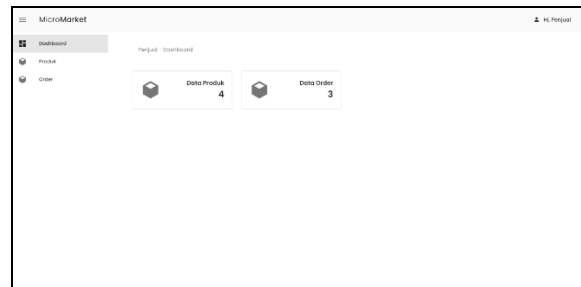 MicroMarket
Hi, Penjual
Dashboard
Produk
Order
Penjual - Dashboard
Data Produk
4
Data Order
3